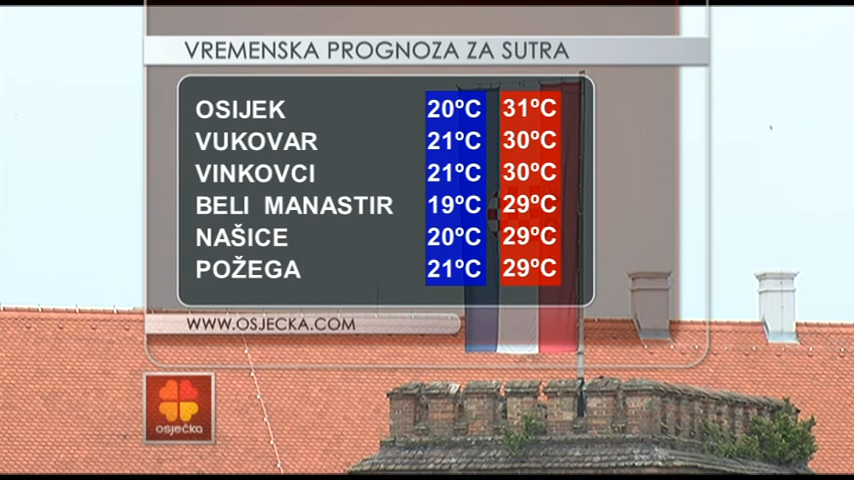 VREMENSKA PROGNOZA ZA SUTRA
OSIJEK 20ºC 31ºC
VUKOVAR 21ºC 30ºC
VINKOVCI 21ºC 30ºC
BELI MANASTIR 19ºC 29ºC
NAŠICE 20ºC 29ºC
POŽEGA 21ºC 29ºC
WWW.OSJECKA.COM
osječka